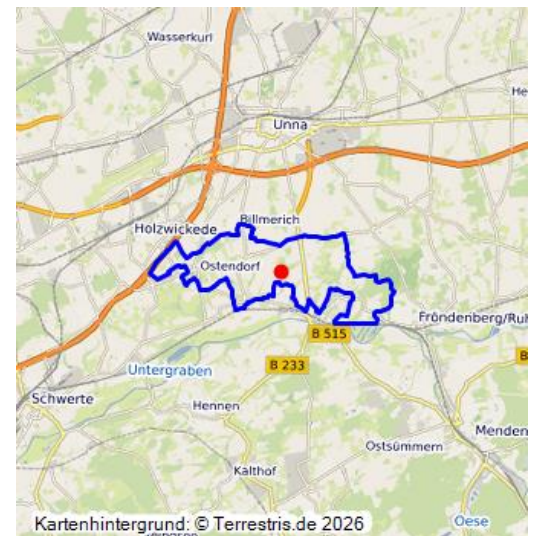 Wasserkurl
He
Unna
Billmerich
Holzwickede
Ostendorf
Fröndenberg/Ruh
B 515
B 233
B
Untergraben
Schwerte
Hennen
Menden
Ostsümmern
Kalthof
Oese
Kartenhintergrund: © Terrestris.de 2026